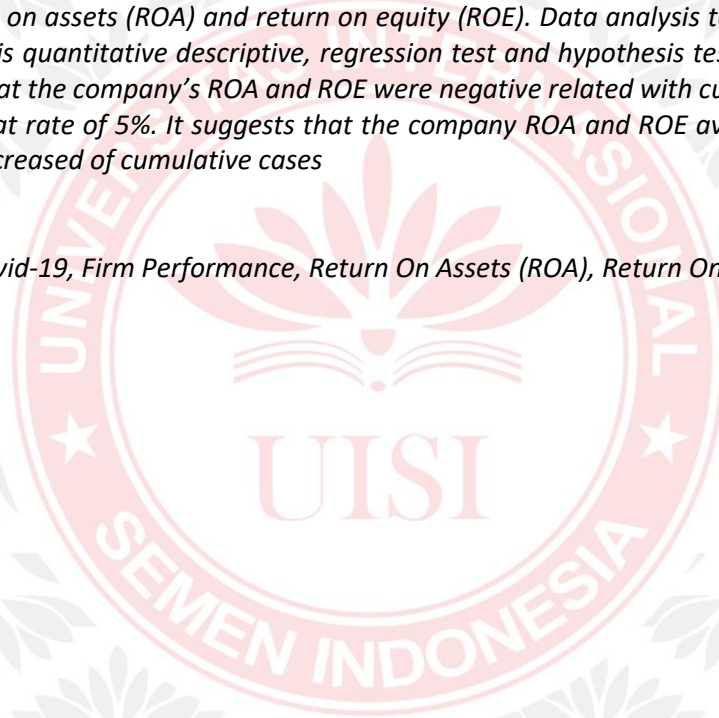 on assets (ROA) and return on equity (ROE). Data analysis t
is quantitative descriptive, regression test and hypothesis tes
at the company's ROA and ROE were negative related with cu
at rate of 5%. It suggests that the company ROA and ROE av
creased of cumulative cases
vid-19, Firm Performance, Return On Assets (ROA), Return On
UNIVERSITAS INTERNASIONAL
UISI
SEMEN INDONESIA